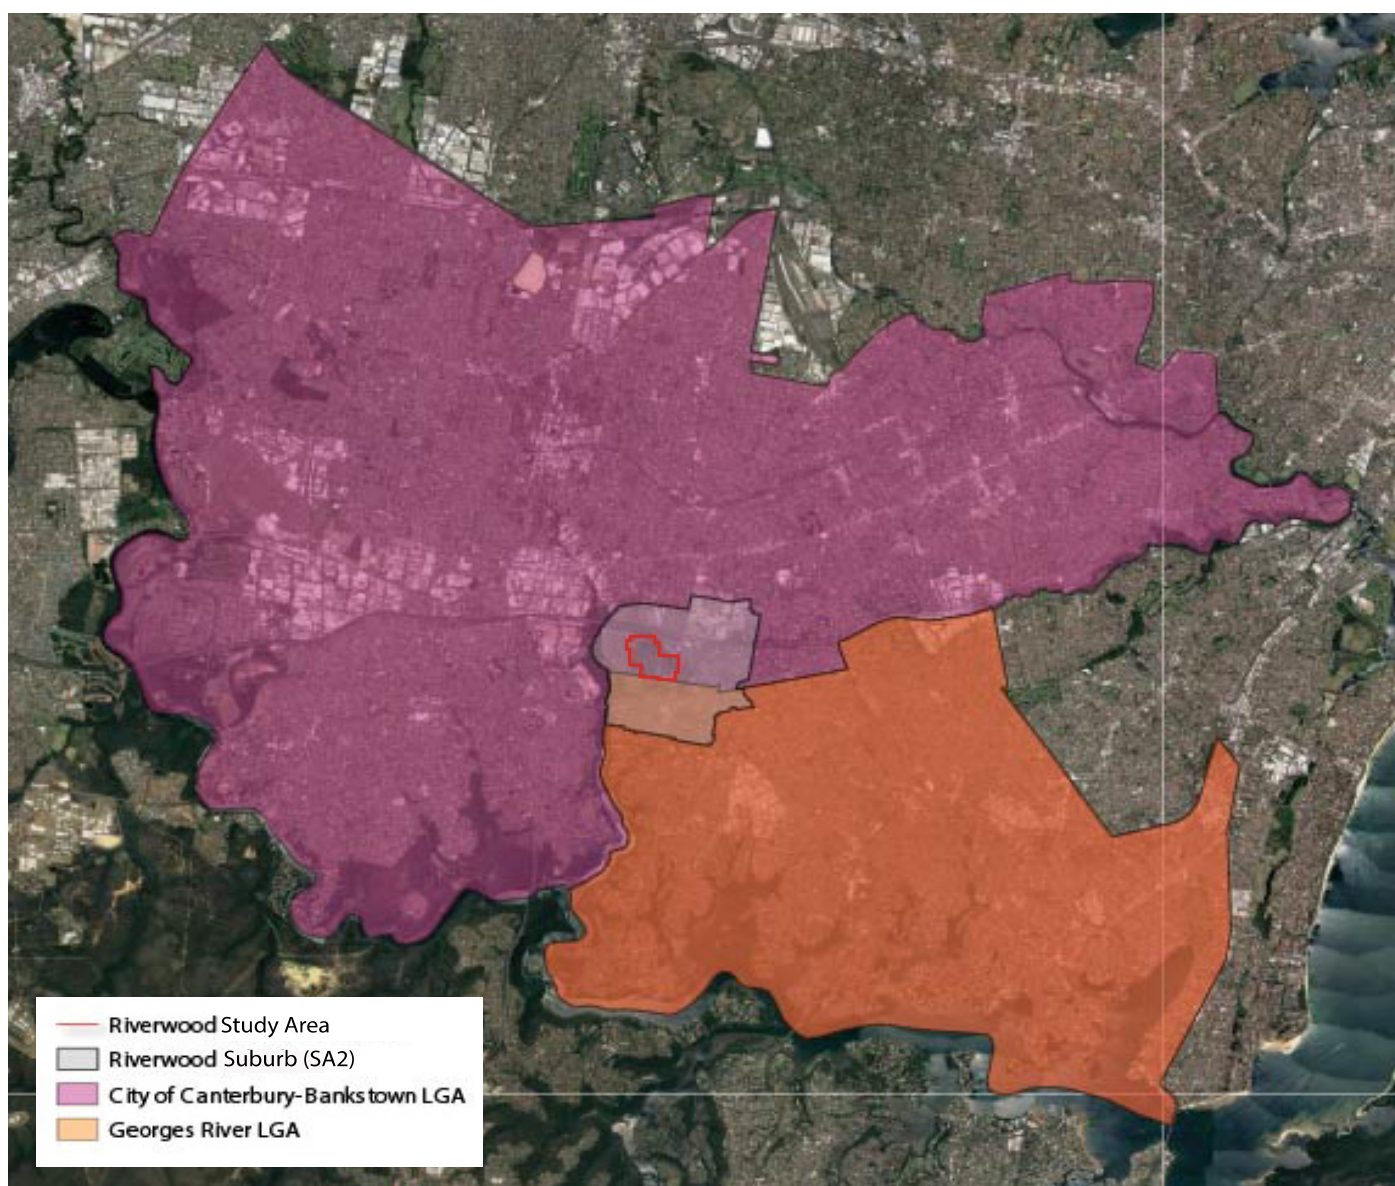 Riverwood Study Area
Riverwood Suburb (SA2)
City of Canterbury-Bankstown LGA
Georges River LGA